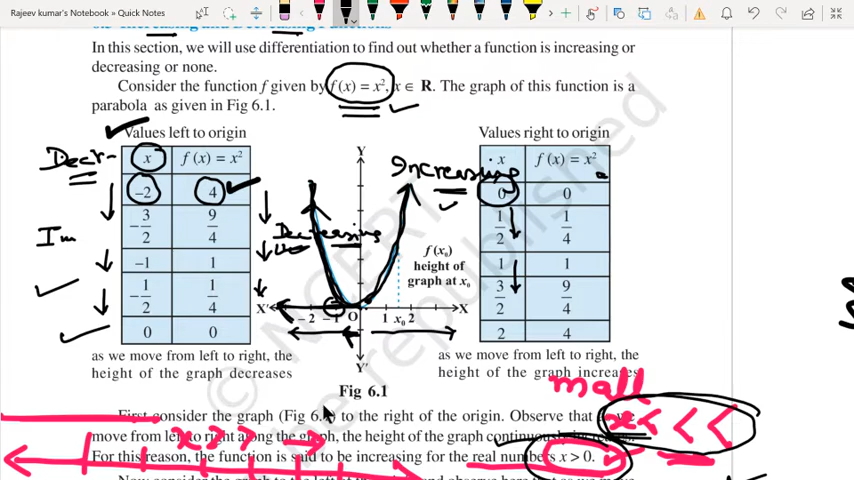 Rajeev kumar's Notebook » Quick Notes
In this section, we will use differentiation to find out whether a function is increasing or
decreasing or none.
Consider the function f given by f(x) = x², x ∈ R. The graph of this function is a
parabola as given in Fig 6.1.
Values left to origin
Decr-
x f (x) = x²
–2 4
–3/2 9/4
Im
–1 1
–1/2 1/4
0 0
as we move from left to right, the
height of the graph decreases
Y
Increasing
Decreasing
f(x₀)
height of
graph at x₀
X′ X
–2 –1 O 1 x₀ 2
Y′
Fig 6.1
Values right to origin
x f (x) = x²
0 0
1/2 1/4
1 1
3/2 9/4
2 4
as we move from left to right, the
height of the graph increases
mall
First consider the graph (Fig 6.1) to the right of the origin. Observe that as we
x < < <
move from left to right along the graph, the height of the graph continuously increases.
For this reason, the function is said to be increasing for the real numbers x > 0.
© NCERT